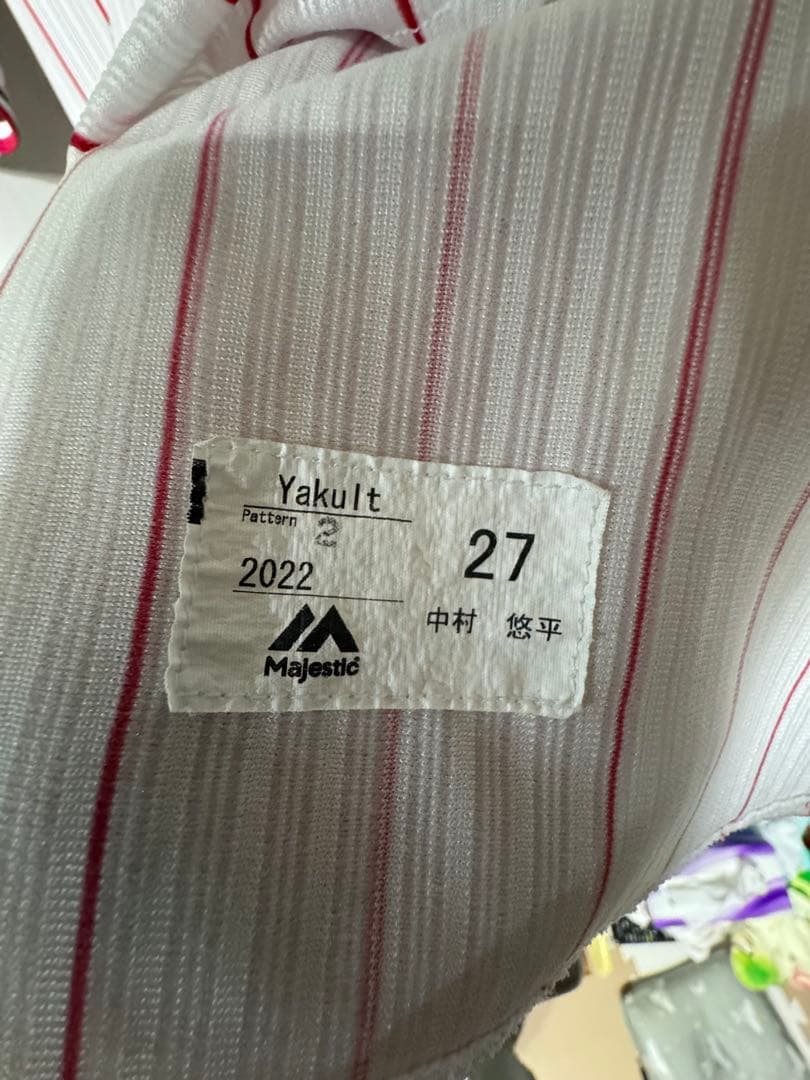 Yakult
Pattern 2
2022
Majestic
27
中村 悠平